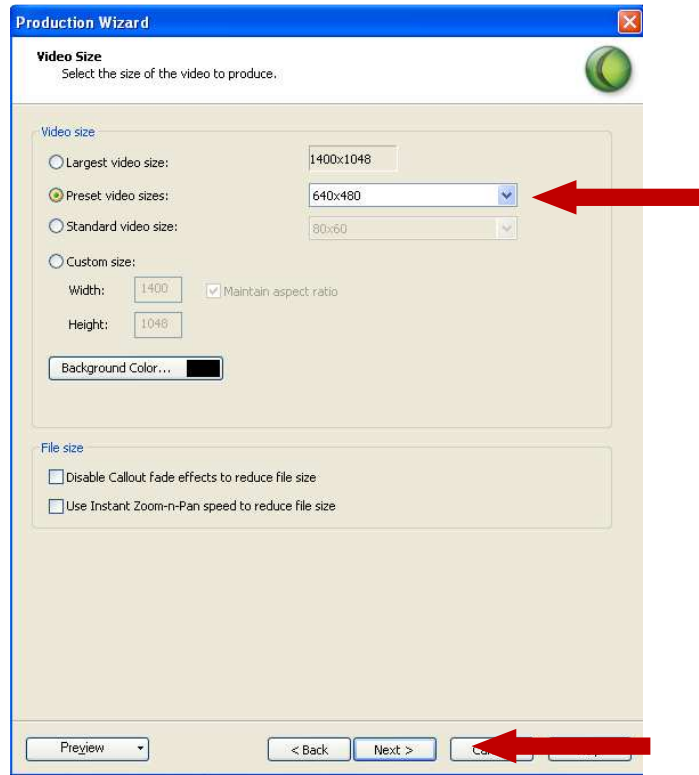 Production Wizard
Video Size
Select the size of the video to produce.
Video size
Largest video size: 1400x1048
Preset video sizes: 640x480
Standard video size: 80x60
Custom size:
Width: 1400 Maintain aspect ratio
Height: 1048
Background Color...
File size
Disable Callout fade effects to reduce file size
Use Instant Zoom-n-Pan speed to reduce file size
Preview < Back Next >